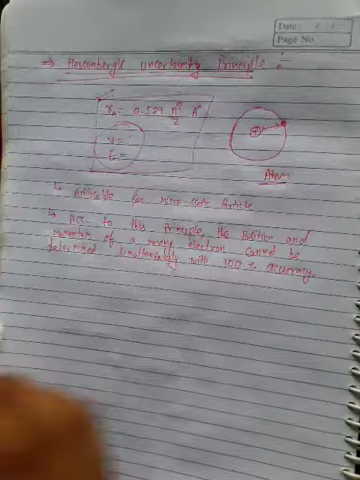 Date: / /
Page No.
⇒ Heisenberg's uncertainty Principle :
rn = 0.529 n²/z A°
V =
E =
Atom
↳ Applicable for micro-scopic particle
↳ Acc. to this principle, the position and
momentum of a moving electron cannot be
determined simultaneously with 100 % accuracy.